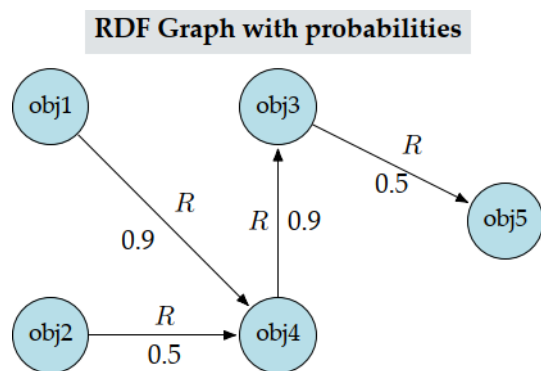 RDF Graph with probabilities
obj1
obj3
R
0.9
R
0.9
R
0.5
obj5
obj2
R
0.5
obj4